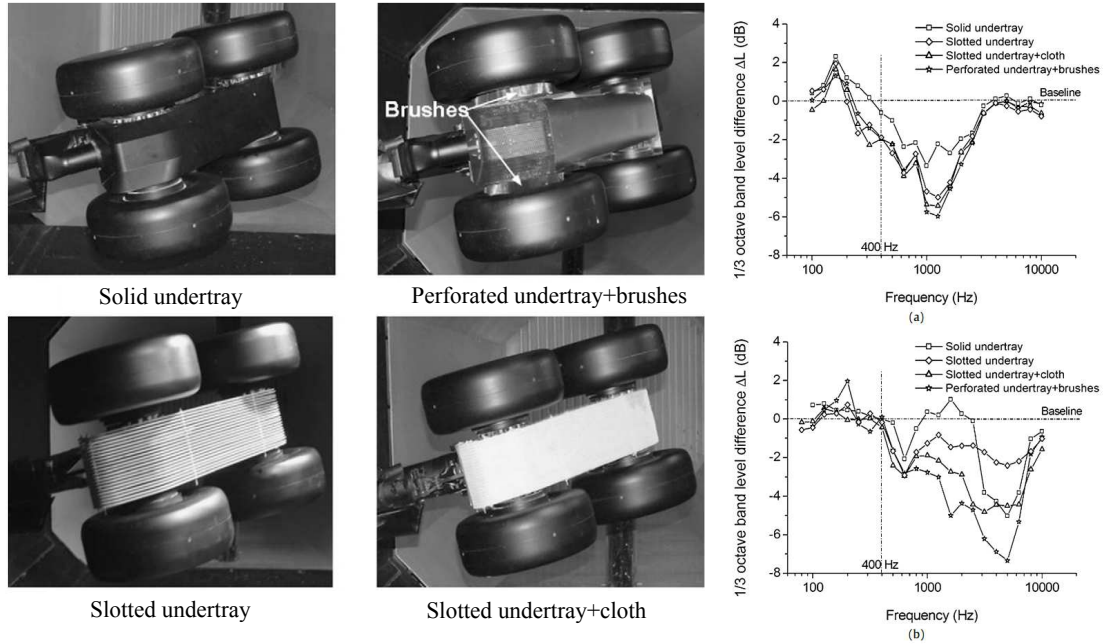 Brushes
Solid undertray
Perforated undertray+brushes
Slotted undertray
Slotted undertray+cloth
1/3 octave band level difference ΔL (dB)
4
2
0
-2
-4
-6
-8
Solid undertray
Slotted undertray
Slotted undertray+cloth
Perforated undertray+brushes
Baseline
400 Hz
100
1000
10000
Frequency (Hz)
(a)
1/3 octave band level difference ΔL (dB)
4
2
0
-2
-4
-6
-8
Solid undertray
Slotted undertray
Slotted undertray+cloth
Perforated undertray+brushes
Baseline
400 Hz
100
1000
10000
Frequency (Hz)
(b)